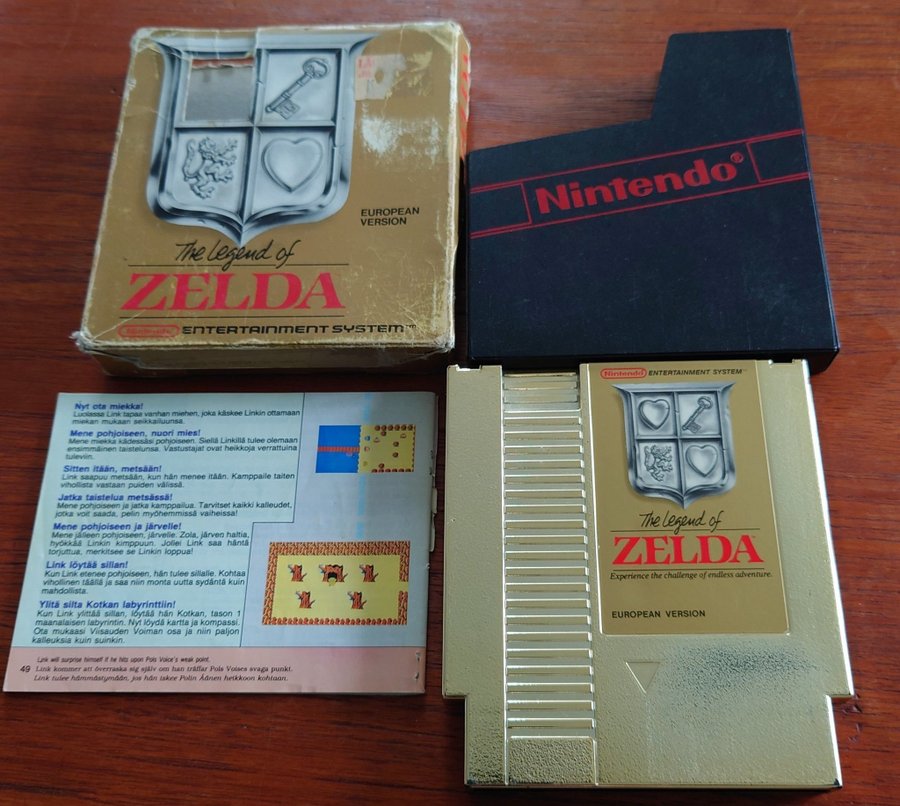 EUROPEAN
VERSION
The Legend of
ZELDA
Nintendo ENTERTAINMENT SYSTEM™
Nintendo®
Nyt ota miekka!
Luolassa Link tapaa vanhan miehen, joka käskee Linkin ottamaan
miekan mukaan seikkailuunsa.
Mene pohjoiseen, nuori mies!
Mene miekka kädessäsi pohjoiseen. Siellä Linkillä tulee olemaan
ensimmäinen taistelunsa. Vastustajat ovat heikkoja verrattuina
tuleviin.
Sitten itään, metsään!
Link saapuu metsään, kun hän menee itään. Kamppaile taiten
vihollista vastaan puiden välissä.
Jatka taistelua metsässä!
Mene pohjoiseen ja jatka kamppailua. Tarvitset kaikki kalleudet,
jotka voit saada, pelin myöhemmissä vaiheissa!
Mene pohjoiseen ja järvelle!
Mene jälleen pohjoiseen, järvelle. Zola, järven haltia,
hyökkää Linkin kimppuun. Jollei Link saa häntä
torjuttua, merkitsee se Linkin loppua!
Link löytää sillan!
Kun Link etenee pohjoiseen, hän tulee sillalle. Kohtaa
vihollinen täällä ja saa niin monta uutta sydäntä kuin
mahdollista.
Ylitä silta Kotkan labyrinttiin!
Kun Link ylittää sillan, löytää hän Kotkan, tason 1
maanalaisen labyrintin. Nyt löydä kartta ja kompassi.
Ota mukaasi Viisauden Voiman osa ja niin paljon
kalleuksia kuin suinkin.
Link will surprise himself if he hits upon Pols Voice's weak point.
49 Link kommer att överraska sig själv om han träffar Pols Voises svaga punkt.
Link tulee hämmästymään, jos hän iskee Polin Äänen heikkoon kohtaan.
Nintendo ENTERTAINMENT SYSTEM™
The Legend of
ZELDA
Experience the challenge of endless adventure.
EUROPEAN VERSION